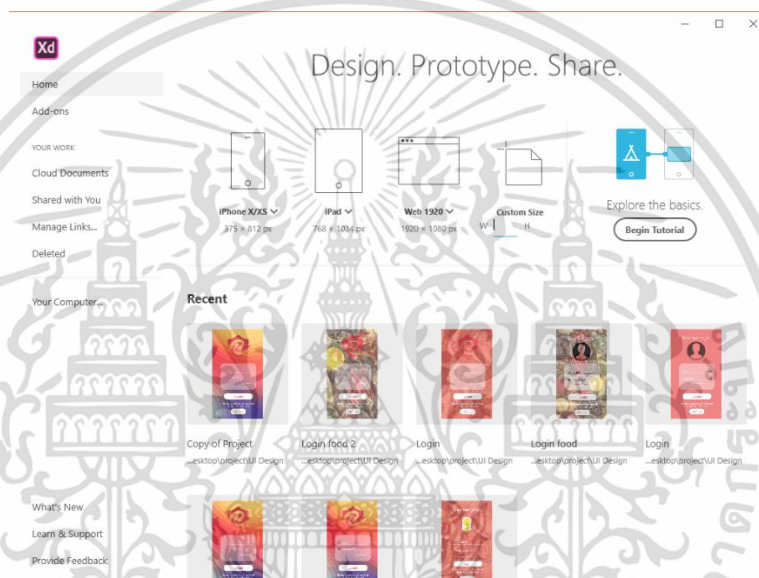 Xd
Design. Prototype. Share.
Home
Add-ons
YOUR WORK
Cloud Documents
Shared with You
Manage Links...
Deleted
Your Computer...
iPhone X/XS
375 × 812 px
iPad
768 × 1024 px
Web 1920
1920 × 1080 px
Custom Size
W H
Explore the basics.
Begin Tutorial
Recent
Copy of Project
...esktop\project\UI Design
Login food 2
...esktop\project\UI Design
Login
...esktop\project\UI Design
Login food
...esktop\project\UI Design
Login
...esktop\project\UI Design
What's New
Learn & Support
Provide Feedback